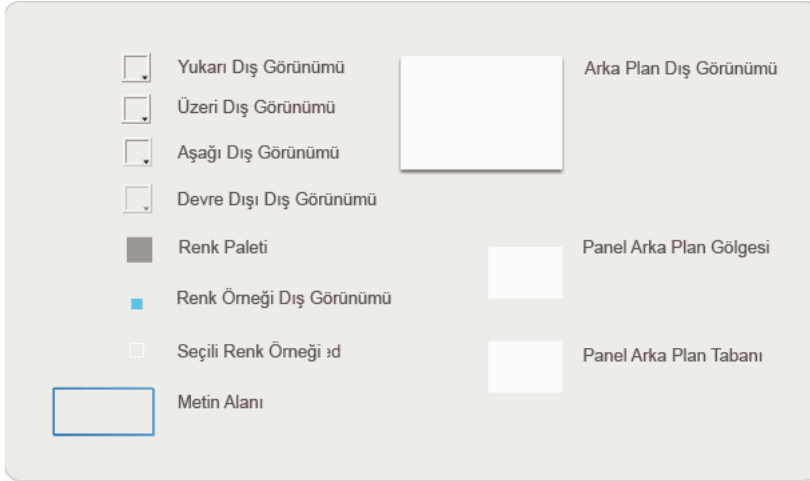 Yukarı Dış Görünümü
Üzeri Dış Görünümü
Aşağı Dış Görünümü
Devre Dışı Dış Görünümü
Renk Paleti
Renk Örneği Dış Görünümü
Seçili Renk Örneği ed
Metin Alanı
Arka Plan Dış Görünümü
Panel Arka Plan Gölgesi
Panel Arka Plan Tabanı